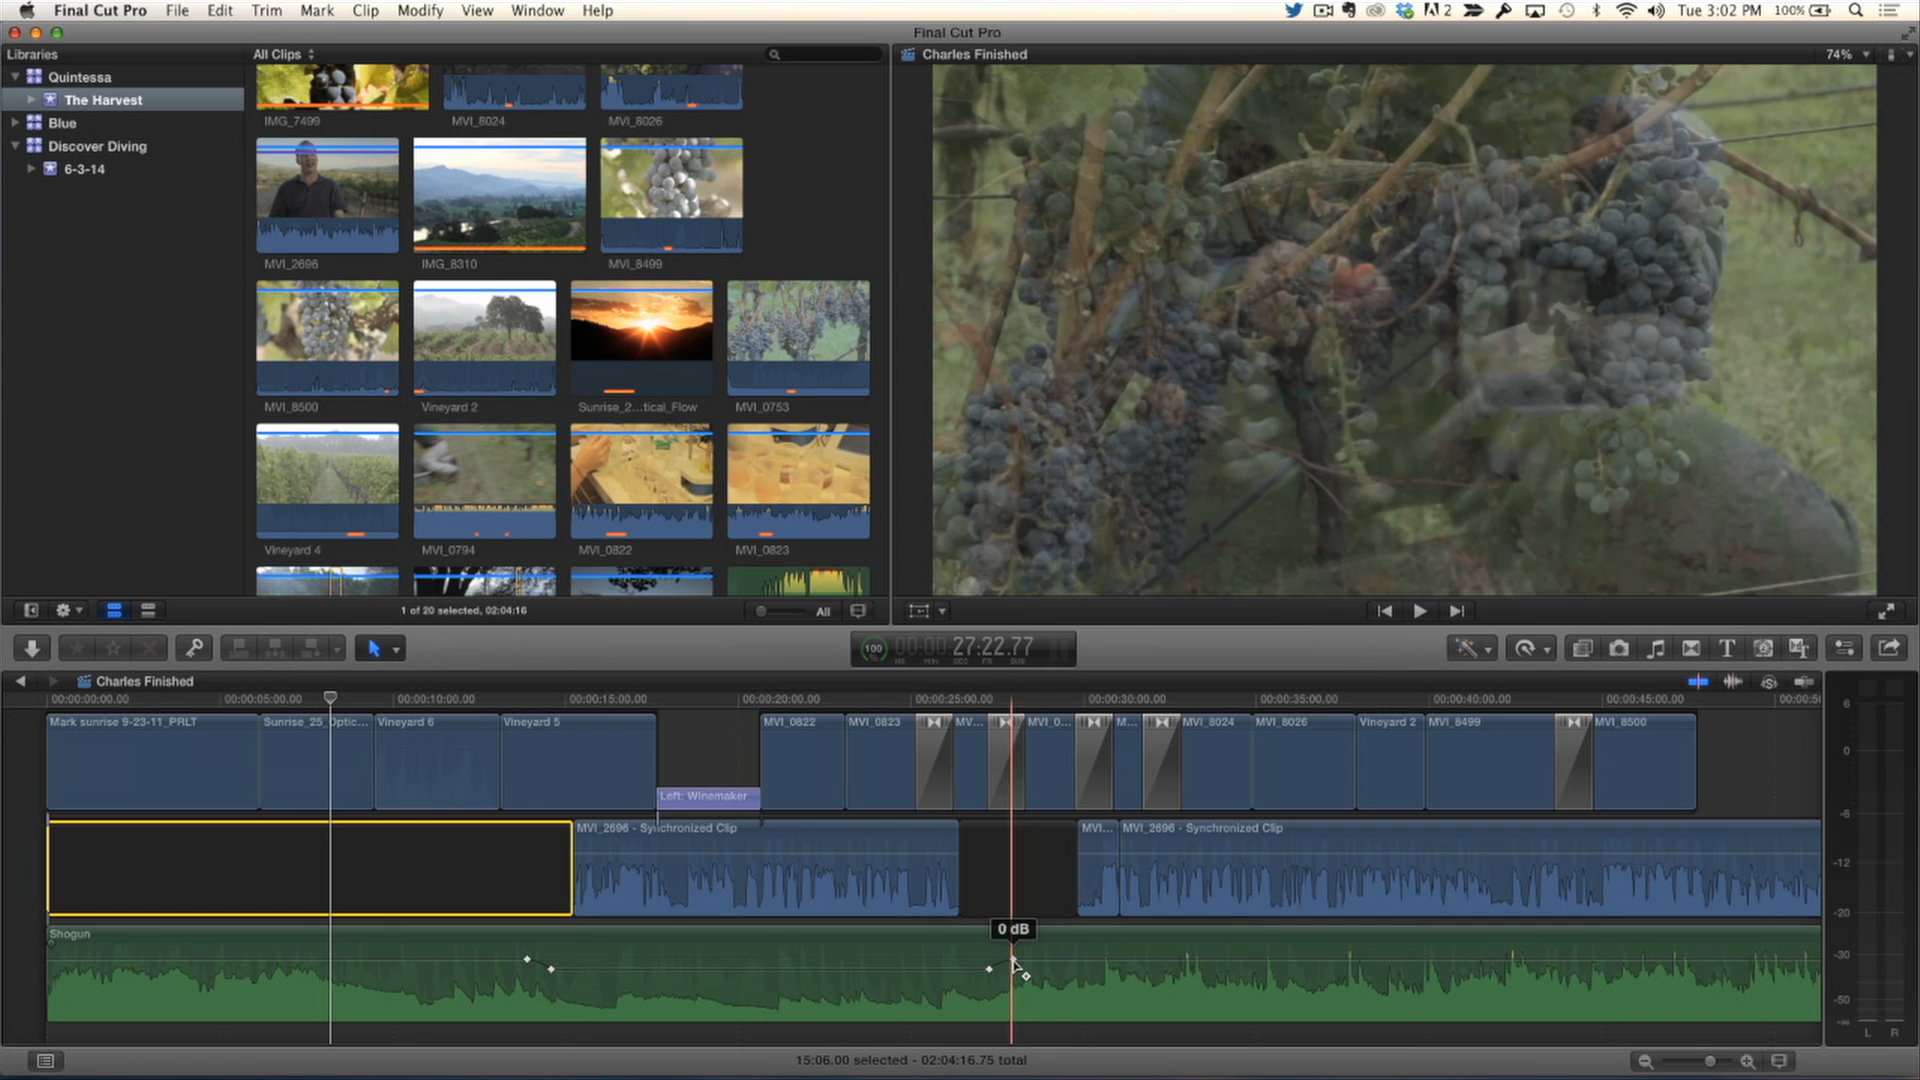 Final Cut Pro File Edit Trim Mark Clip Modify View Window Help 2 Tue 3:02 PM 100%
Final Cut Pro
Libraries
All Clips
Charles Finished
74%
Quintessa
The Harvest
Blue
Discover Diving
6-3-14
IMG_7499
MVI_8024
MVI_8026
MVI_2696
IMG_8310
MVI_8499
MVI_8500
Vineyard 2
Sunrise_2...tical_Flow
MVI_0753
Vineyard 4
MVI_0794
MVI_0822
MVI_0823
1 of 20 selected, 02:04:16
All
100
%
00:00:27:22.77
HR MIN SEC FR SUB
Charles Finished
00:00:00:00.00
00:00:05:00.00
00:00:10:00.00
00:00:15:00.00
00:00:20:00.00
00:00:25:00.00
00:00:30:00.00
00:00:35:00.00
00:00:40:00.00
00:00:45:00.00
00:00:50
Mark sunrise 9-23-11_PRLT
Sunrise_25_Optic...
Vineyard 6
Vineyard 5
MVI_0822
MVI_0823
MV...
MVI_0...
M...
MVI_8024
MVI_8026
Vineyard 2
MVI_8499
MVI_8500
Left: Winemaker
MVI_2696 - Synchronized Clip
MVI...
MVI_2696 - Synchronized Clip
0 dB
Shogun
6
0
-6
-12
-20
-30
-50
-∞
L R
15:06.00 selected - 02:04:16.75 total